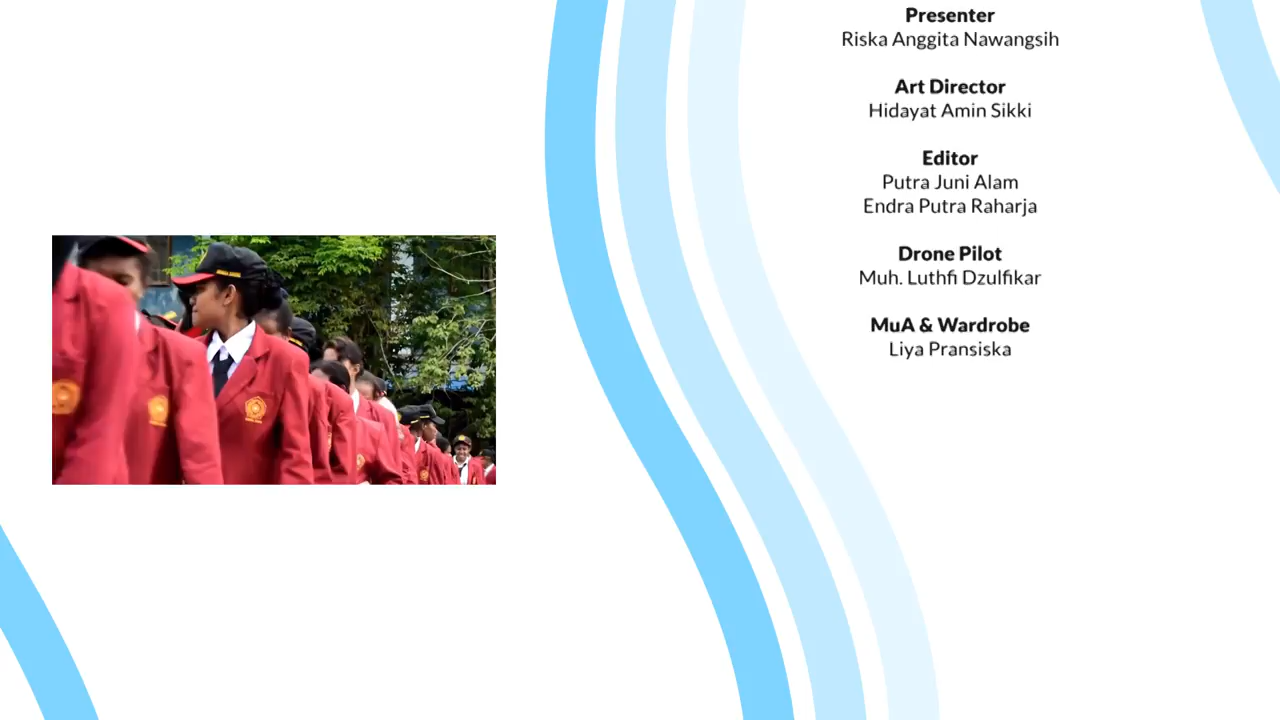 Presenter
Riska Anggita Nawangsih
Art Director
Hidayat Amin Sikki
Editor
Putra Juni Alam
Endra Putra Raharja
Drone Pilot
Muh. Luthfi Dzulfikar
MuA & Wardrobe
Liya Pransiska